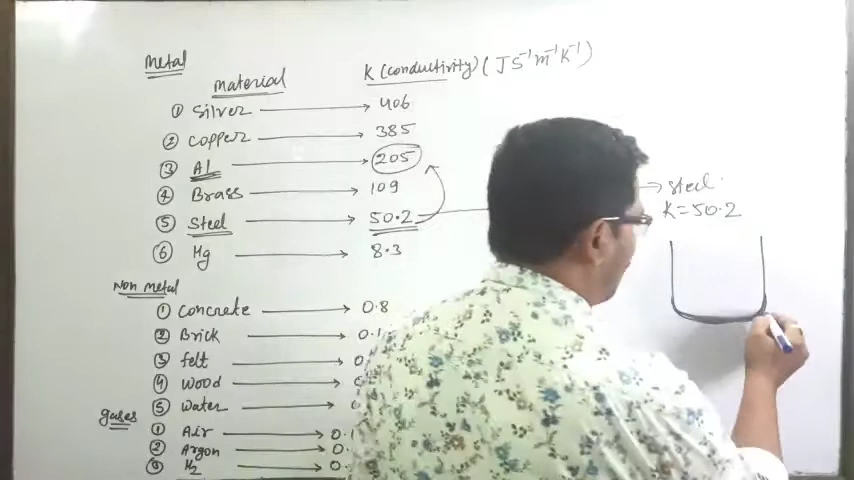 Metal
Material K (conductivity) (J S⁻¹ m⁻¹ K⁻¹)
① Silver → 406
② Copper → 385
③ Al → 205
④ Brass → 109
⑤ Steel → 50.2
⑥ Hg → 8.3
→ steel
K=50.2
Non Metal
① Concrete → 0.8
② Brick →
③ felt →
④ Wood →
⑤ Water →
gases
① Air →
② Argon →
③ H₂ →